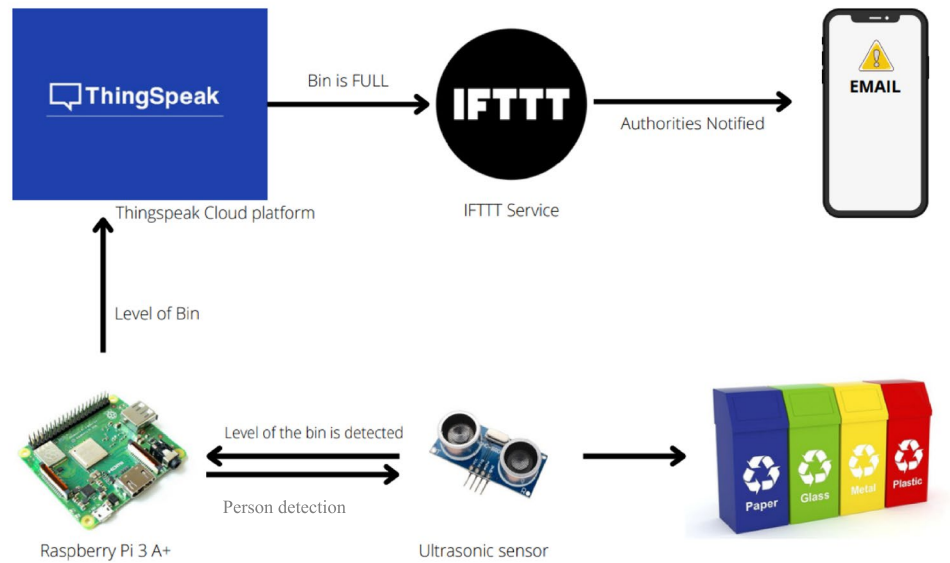 ThingSpeak
Bin is FULL
IFTTT
Authorities Notified
EMAIL
Thingspeak Cloud platform
IFTTT Service
Level of Bin
Level of the bin is detected
Person detection
Raspberry Pi 3 A+
Ultrasonic sensor
Paper
Glass
Metal
Plastic